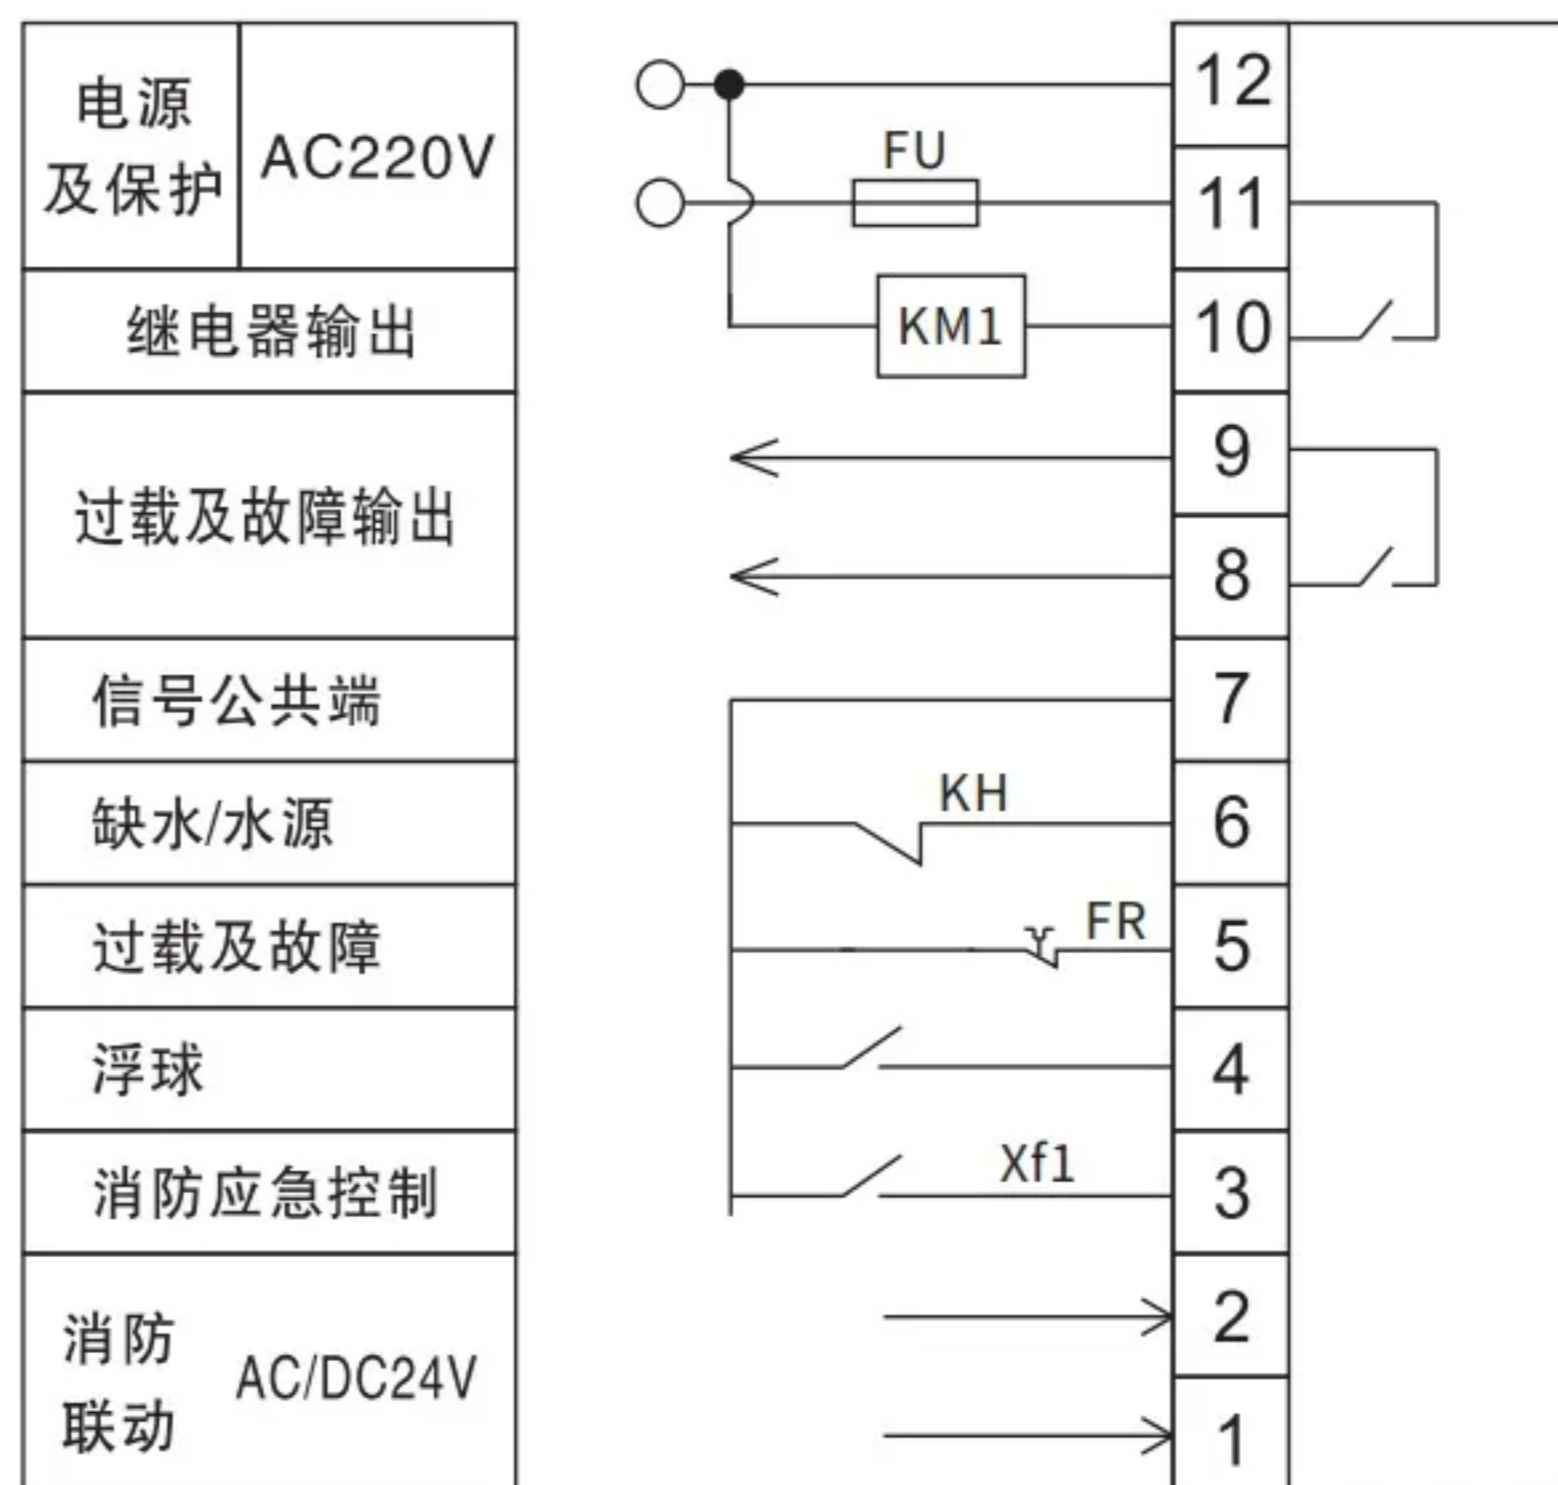 电源
及保护
AC220V
12
FU
11
继电器输出
KM1
10
过载及故障输出
9
8
信号公共端
7
缺水/水源
KH
6
过载及故障
FR
5
浮球
4
消防应急控制
Xf1
3
消防
联动
AC/DC24V
2
1